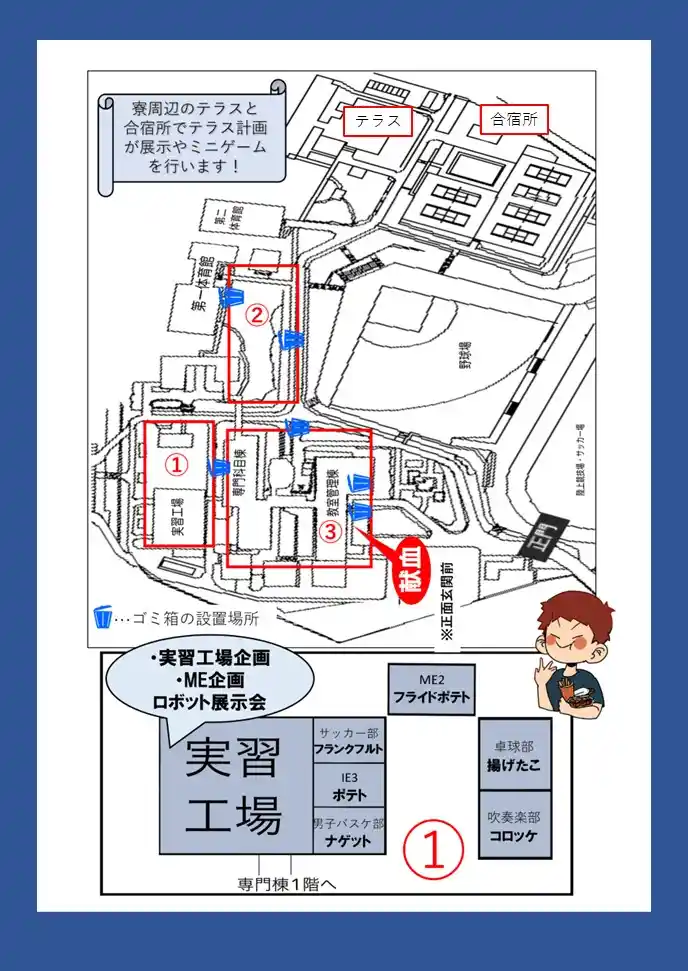 寮周辺のテラスと
合宿所でテラス計画
が展示やミニゲーム
を行います！
テラス
合宿所
第二
体育館
第一体育館
②
野球場
陸上競技場・サッカー場
①
実習工場
専門科目棟
教室管理棟
③
正門
献血
※正面玄関前
…ゴミ箱の設置場所
・実習工場企画
・ME企画
ロボット展示会
ME2
フライドポテト
実習
工場
サッカー部
フランクフルト
IE3
ポテト
男子バスケ部
ナゲット
卓球部
揚げたこ
吹奏楽部
コロッケ
①
専門棟1階へ